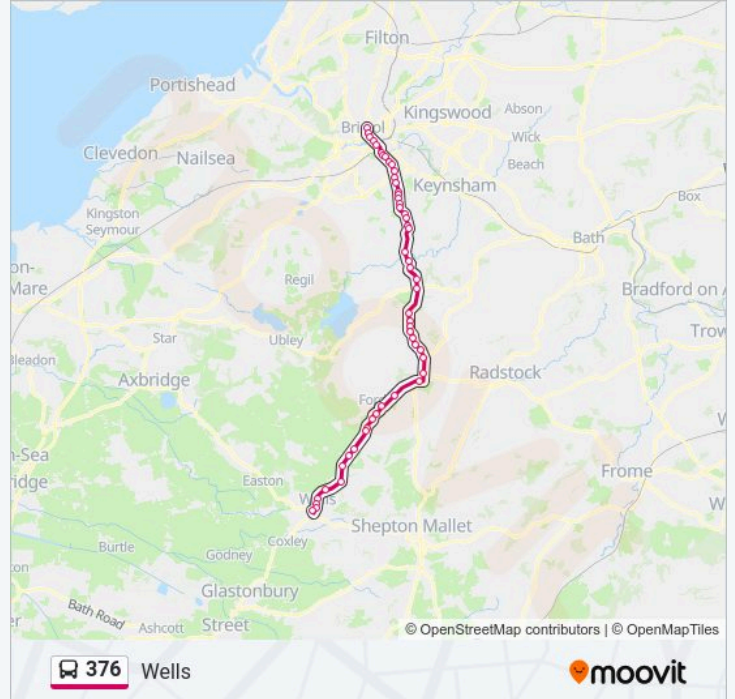 Filton
Portishead
Kingswood
Abson
Bristol
Wick
Clevedon
Nailsea
Beach
Keynsham
Box
Kingston
Seymour
Bath
on-
Mare
Regil
Bradford on A
Star
Ubley
Trow
Bleadon
Axbridge
Radstock
For
n-Sea
ridge
Frome
Easton
Wells
W
Shepton Mallet
Coxley
Burtle
Godney
Glastonbury
Bath Road
Ashcott
Street
© OpenStreetMap contributors | © OpenMapTiles
376 Wells
moovit